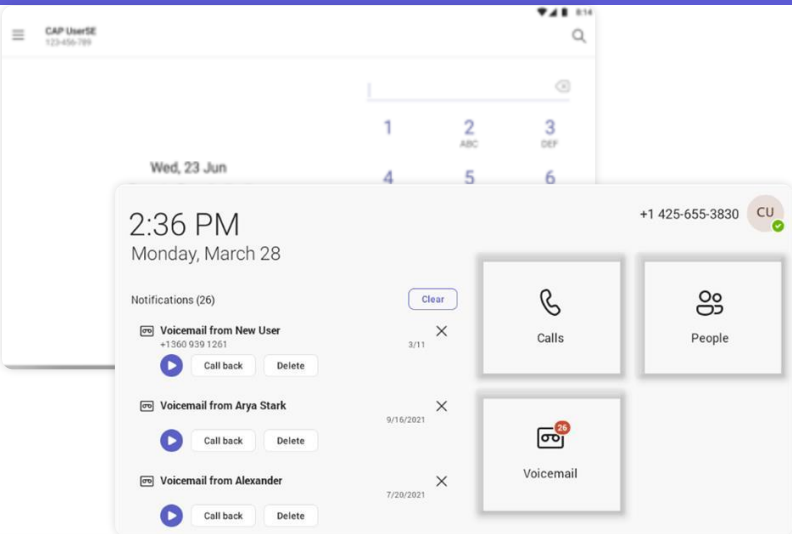 8:14
CAP UserSE
123-456-789
1
2
3
ABC
DEF
Wed, 23 Jun
4
5
6
2:36 PM
Monday, March 28
+1 425-655-3830
CU
Notifications (26)
Clear
Voicemail from New User
+1360 939 1261
3/11
Call back
Delete
Voicemail from Arya Stark
9/16/2021
Call back
Delete
Voicemail from Alexander
7/20/2021
Call back
Delete
Calls
People
26
Voicemail